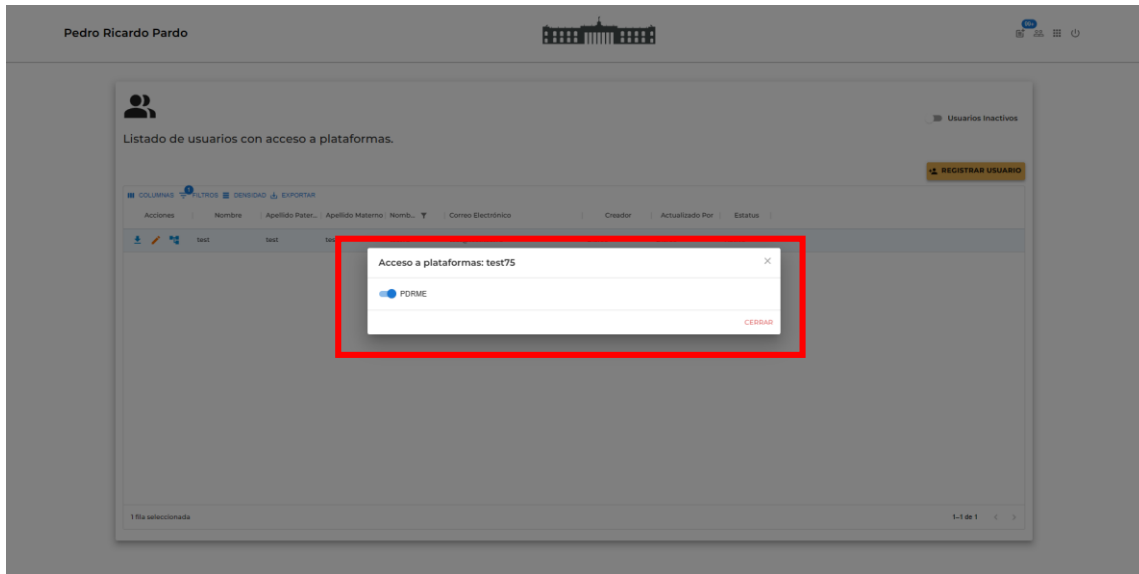 Pedro Ricardo Pardo
99+
Listado de usuarios con acceso a plataformas.
Usuarios Inactivos
REGISTRAR USUARIO
COLUMNAS 1 FILTROS DENSIDAD EXPORTAR
Acciones Nombre Apellido Pater... Apellido Materno Nomb... Correo Electrónico Creador Actualizado Por Estatus
test test
Acceso a plataformas: test75
PDRME
CERRAR
1 fila seleccionada
1–1 de 1